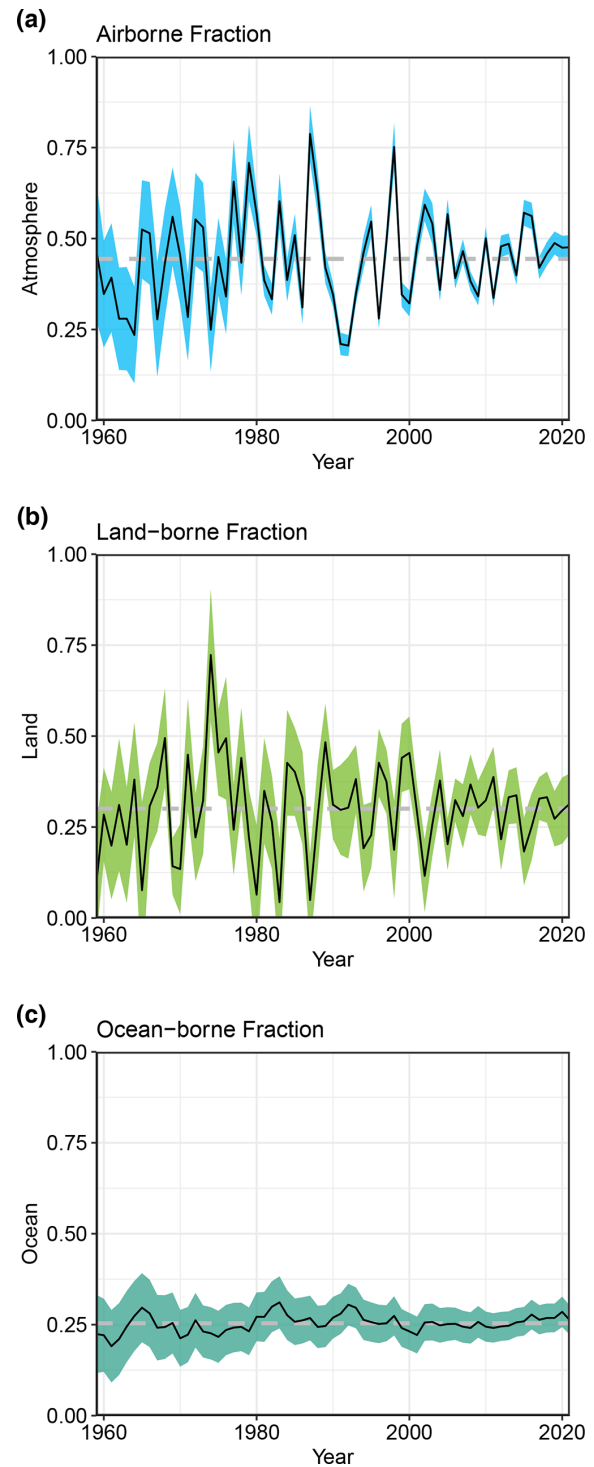 (a)
Airborne Fraction
1.00
0.75
0.50
0.25
0.00
Atmosphere
1960 1980 2000 2020
Year
(b)
Land−borne Fraction
1.00
0.75
0.50
0.25
0.00
Land
1960 1980 2000 2020
Year
(c)
Ocean−borne Fraction
1.00
0.75
0.50
0.25
0.00
Ocean
1960 1980 2000 2020
Year